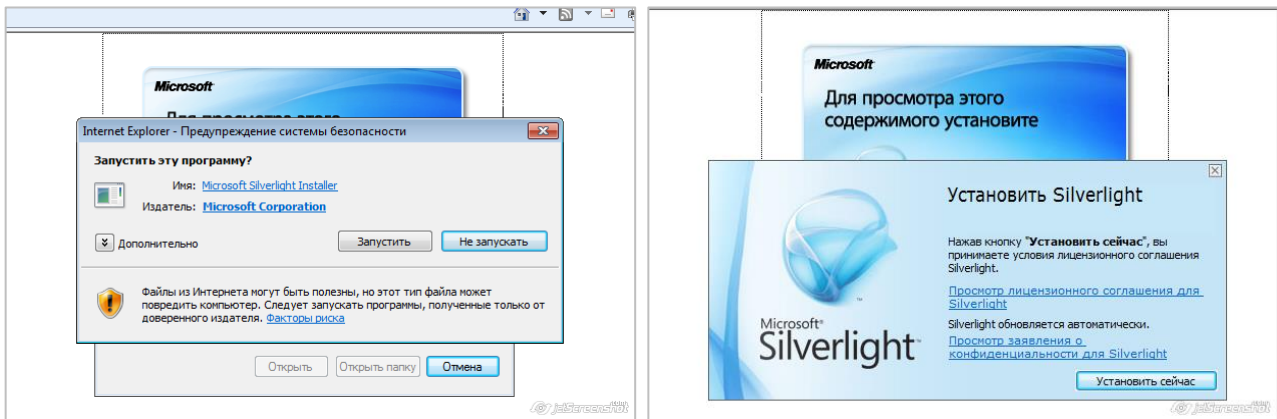 Microsoft
Для просмотра этого
Internet Explorer - Предупреждение системы безопасности
Запустить эту программу?
Имя: Microsoft Silverlight Installer
Издатель: Microsoft Corporation
Дополнительно
Запустить
Не запускать
Файлы из Интернета могут быть полезны, но этот тип файла может
повредить компьютер. Следует запускать программы, полученные только от
доверенного издателя. Факторы риска
Открыть
Открыть папку
Отмена
jetScreenshot
Microsoft
Для просмотра этого
содержимого установите
Установить Silverlight
Нажав кнопку "Установить сейчас", вы
принимаете условия лицензионного соглашения
Silverlight.
Просмотр лицензионного соглашения для
Silverlight
Silverlight обновляется автоматически.
Просмотр заявления о
конфиденциальности для Silverlight
Microsoft®
Silverlight™
Установить сейчас
jetScreenshot